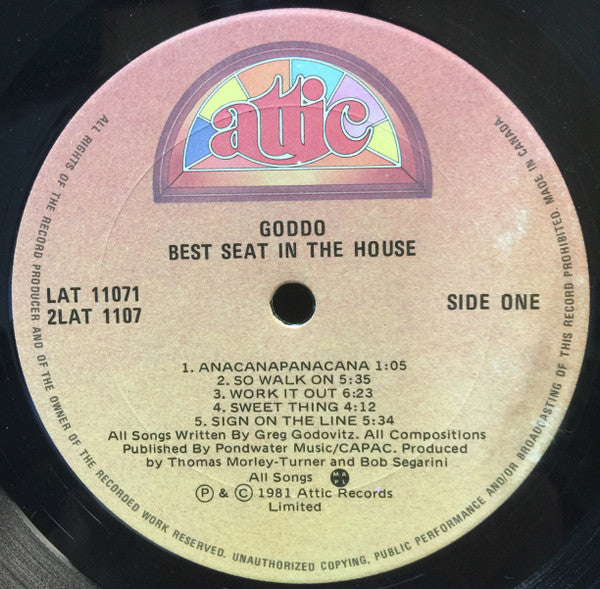 attic
GODDO
BEST SEAT IN THE HOUSE
LAT 11071
2LAT 1107
SIDE ONE
1. ANACANAPANACANA 1:05
2. SO WALK ON 5:35
3. WORK IT OUT 6:23
4. SWEET THING 4:12
5. SIGN ON THE LINE 5:34
All Songs Written By Greg Godovitz. All Compositions
Published By Pondwater Music/CAPAC. Produced
by Thomas Morley-Turner and Bob Segarini
All Songs MAPL
Ⓟ & © 1981 Attic Records
Limited
ALL RIGHTS OF THE RECORD PRODUCER AND OF THE OWNER OF THE RECORDED WORK RESERVED. UNAUTHORIZED COPYING, PUBLIC PERFORMANCE AND/OR BROADCASTING OF THIS RECORD PROHIBITED. MADE IN CANADA.